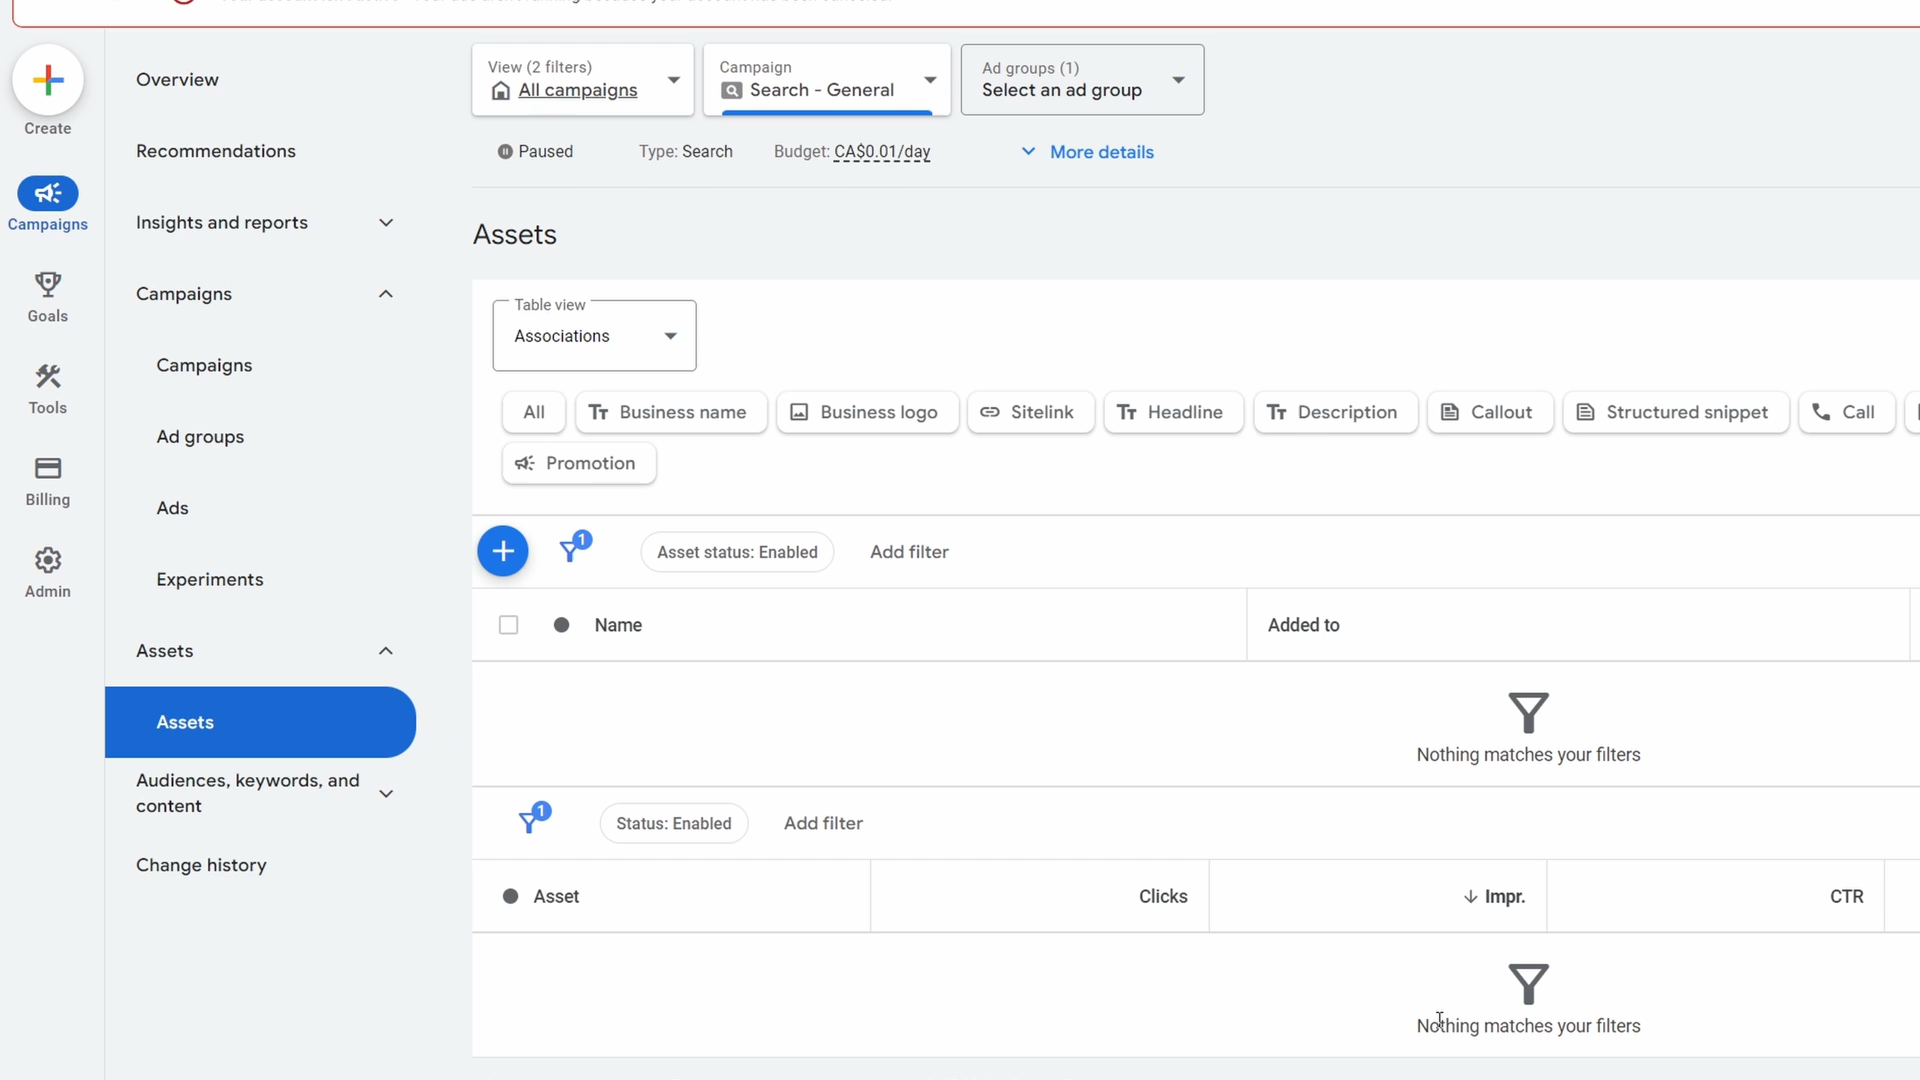 Create
Campaigns
Goals
Tools
Billing
Admin
Overview
Recommendations
Insights and reports
Campaigns
Campaigns
Ad groups
Ads
Experiments
Assets
Assets
Audiences, keywords, and
content
Change history
View (2 filters)
All campaigns
Campaign
Search - General
Ad groups (1)
Select an ad group
Paused
Type: Search
Budget: CA$0.01/day
More details
Assets
Table view
Associations
All
Business name
Business logo
Sitelink
Headline
Description
Callout
Structured snippet
Call
Promotion
1
Asset status: Enabled
Add filter
Name
Added to
Nothing matches your filters
1
Status: Enabled
Add filter
Asset
Clicks
Impr.
CTR
Nothing matches your filters